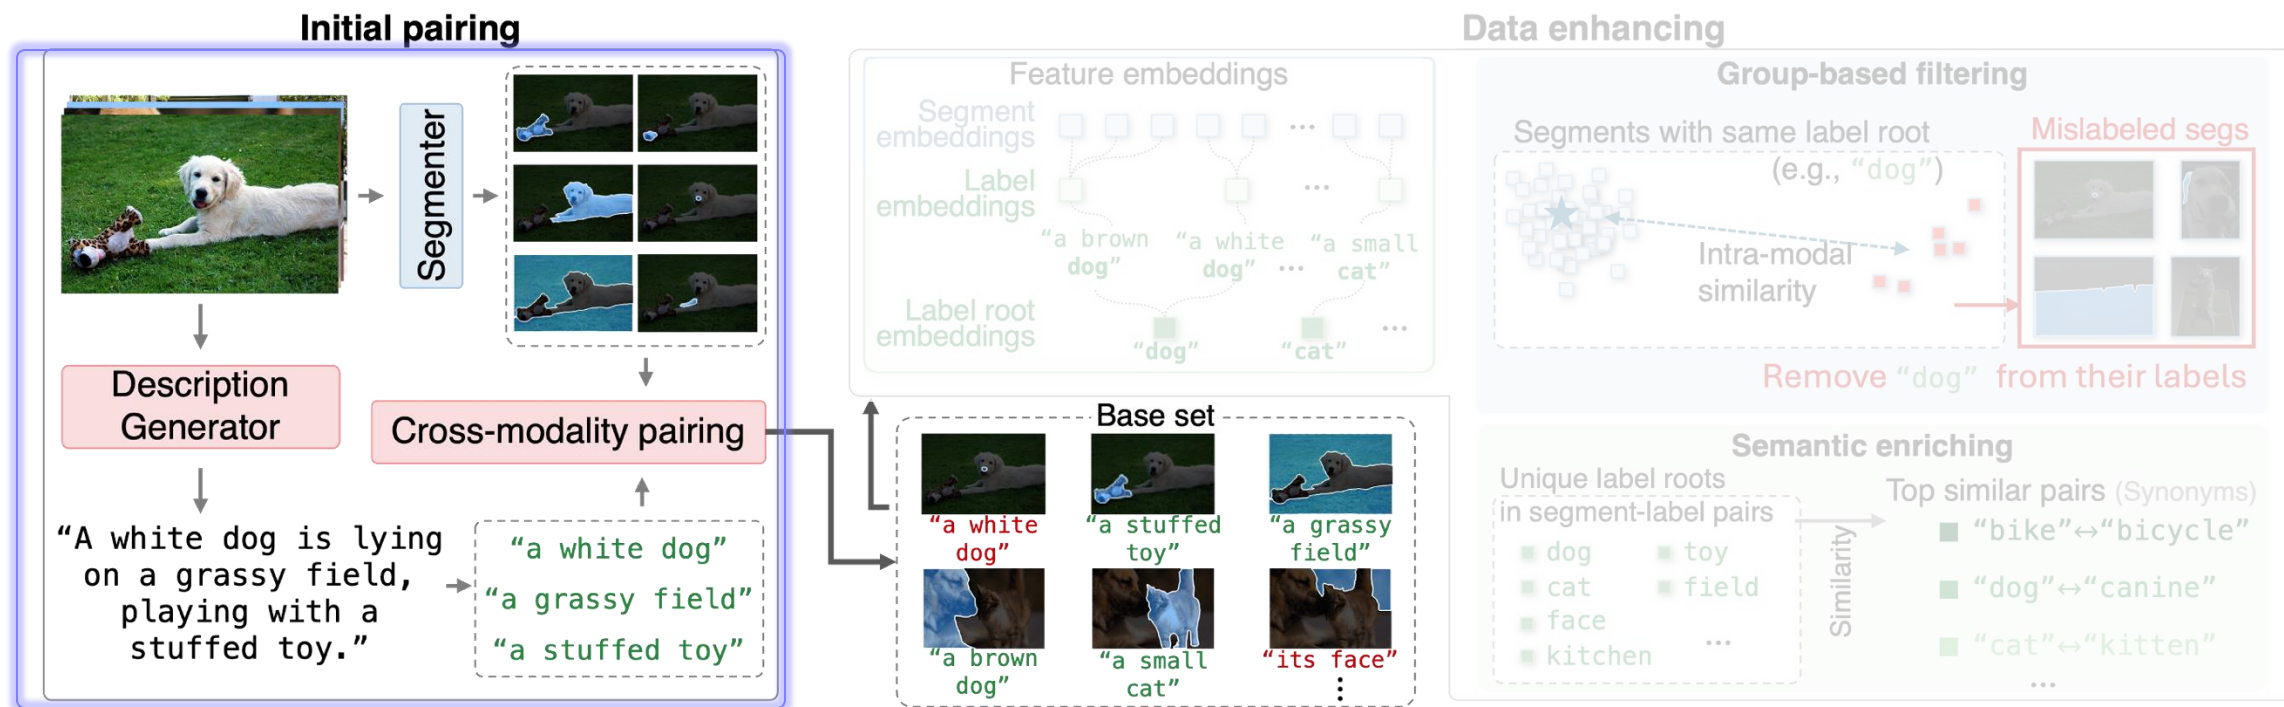 Initial pairing
Segmenter
Description
Generator
Cross-modality pairing
“A white dog is lying
on a grassy field,
playing with a
stuffed toy.”
“a white dog”
“a grassy field”
“a stuffed toy”
Base set
“a white
dog”
“a stuffed
toy”
“a grassy
field”
“a brown
dog”
“a small
cat”
“its face”
⋮
Data enhancing
Feature embeddings
Segment
embeddings
...
Label
embeddings
...
“a brown
dog”
“a white
dog”
...
“a small
cat”
Label root
embeddings
“dog”
“cat”
...
Group-based filtering
Segments with same label root
(e.g., “dog”)
Intra-modal
similarity
Mislabeled segs
Remove “dog” from their labels
Semantic enriching
Unique label roots
in segment-label pairs
dog
cat
face
kitchen
toy
field
...
Similarity
Top similar pairs (Synonyms)
“bike”↔“bicycle”
“dog”↔“canine”
“cat”↔“kitten”
...